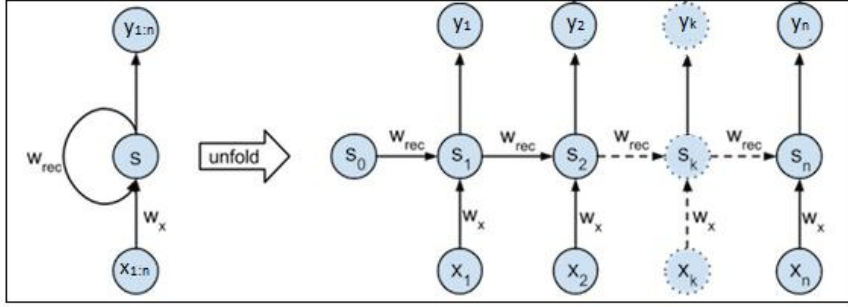 y1:n y1 y2 yk yn
Wrec Wrec Wrec Wrec Wrec
S unfold S0 S1 S2 Sk Sn
Wx Wx Wx Wx Wx
x1:n x1 x2 xk xn